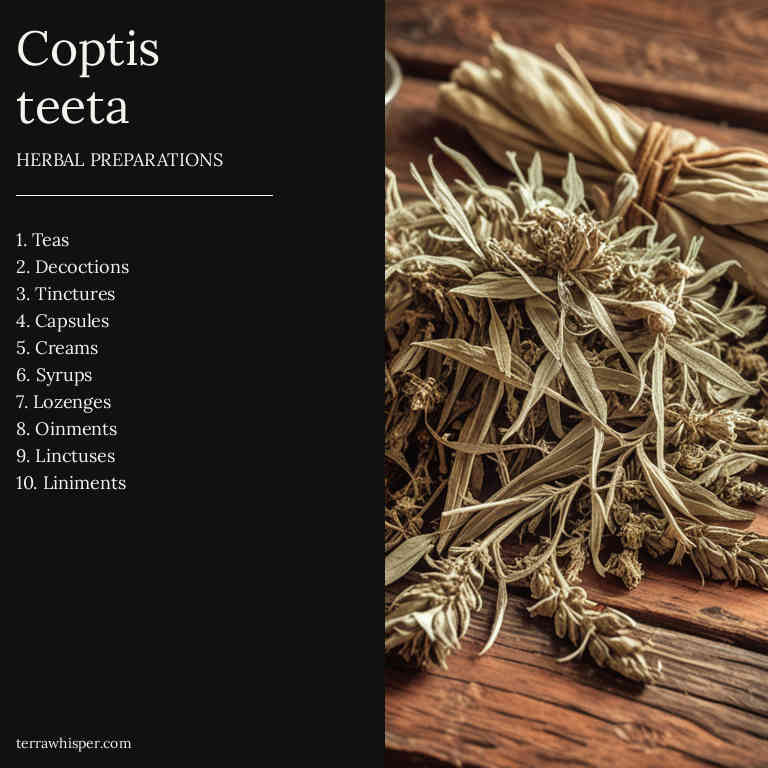 Coptis
teeta
HERBAL PREPARATIONS
1. Teas
2. Decoctions
3. Tinctures
4. Capsules
5. Creams
6. Syrups
7. Lozenges
8. Oinments
9. Linctuses
10. Liniments
terrawhisper.com